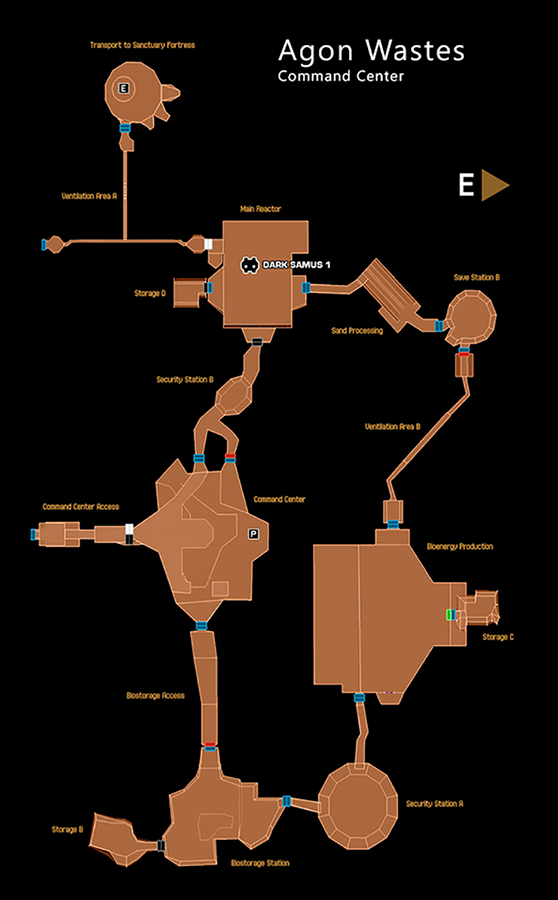 Agon Wastes
Command Center
Transport to Sanctuary Fortress
E
E
Ventilation Area A
Main Reactor
DARK SAMUS 1
Storage D
Save Station B
Sand Processing
Security Station B
Ventilation Area B
Command Center Access
Command Center
P
Bioenergy Production
Storage C
Biostorage Access
Security Station A
Storage B
Biostorage Station